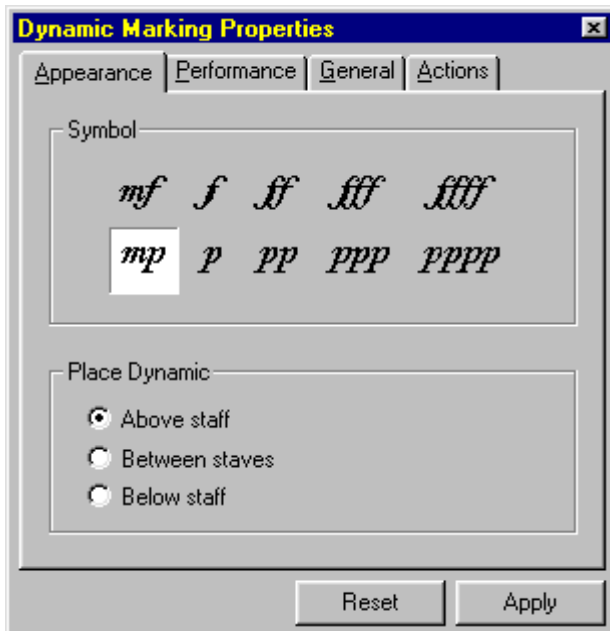 Dynamic Marking Properties
Appearance Performance General Actions
Symbol
mf f ff fff ffff
mp p pp ppp pppp
Place Dynamic
Above staff
Between staves
Below staff
Reset Apply